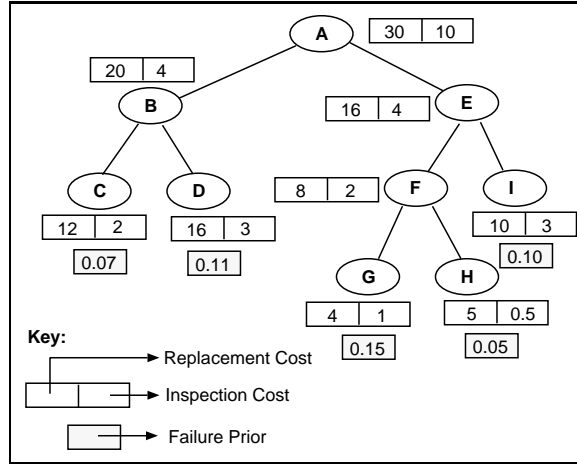 A
30 10
20 4
B
16 4
E
C
D
8 2
F
I
12 2
16 3
10 3
0.07
0.11
0.10
G
H
4 1
5 0.5
0.15
0.05
Key:
Replacement Cost
Inspection Cost
Failure Prior